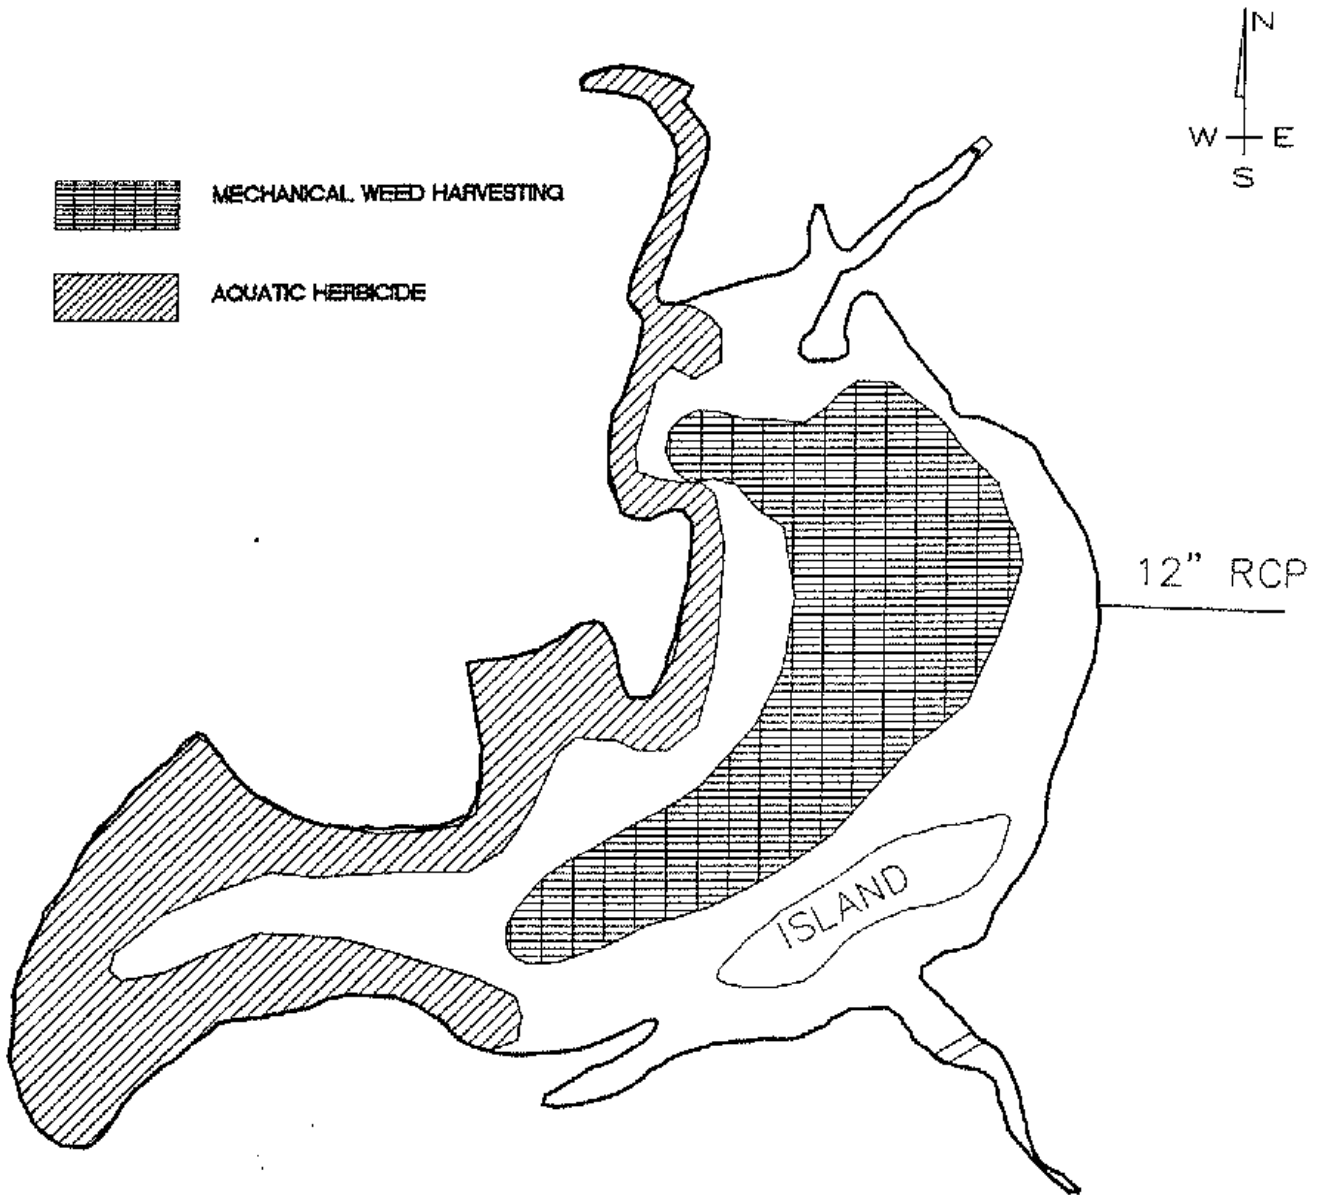 N
W E
S
MECHANICAL WEED HARVESTING
AQUATIC HERBICIDE
12" RCP
ISLAND